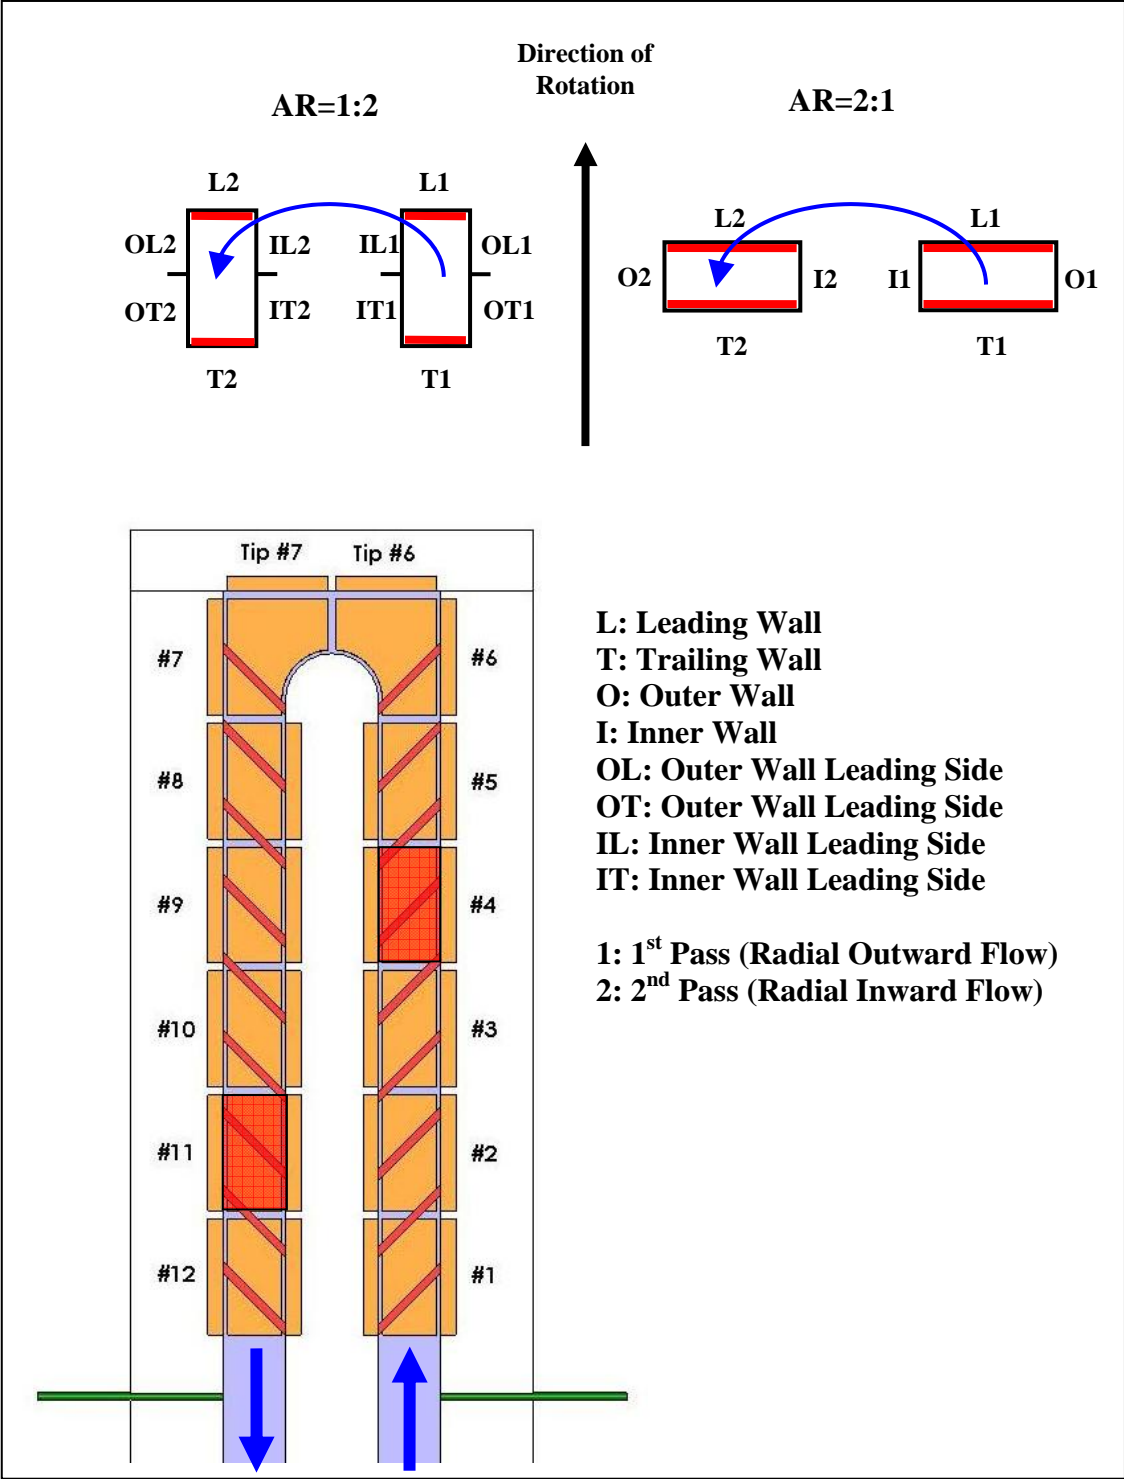 Direction of
Rotation
AR=1:2
AR=2:1
L2
L1
OL2
IL2
IL1
OL1
OT2
IT2
IT1
OT1
T2
T1
L2
L1
O2
I2
I1
O1
T2
T1
Tip #7
Tip #6
#7
#6
#8
#5
#9
#4
#10
#3
#11
#2
#12
#1
L: Leading Wall
T: Trailing Wall
O: Outer Wall
I: Inner Wall
OL: Outer Wall Leading Side
OT: Outer Wall Leading Side
IL: Inner Wall Leading Side
IT: Inner Wall Leading Side
1: 1st Pass (Radial Outward Flow)
2: 2nd Pass (Radial Inward Flow)